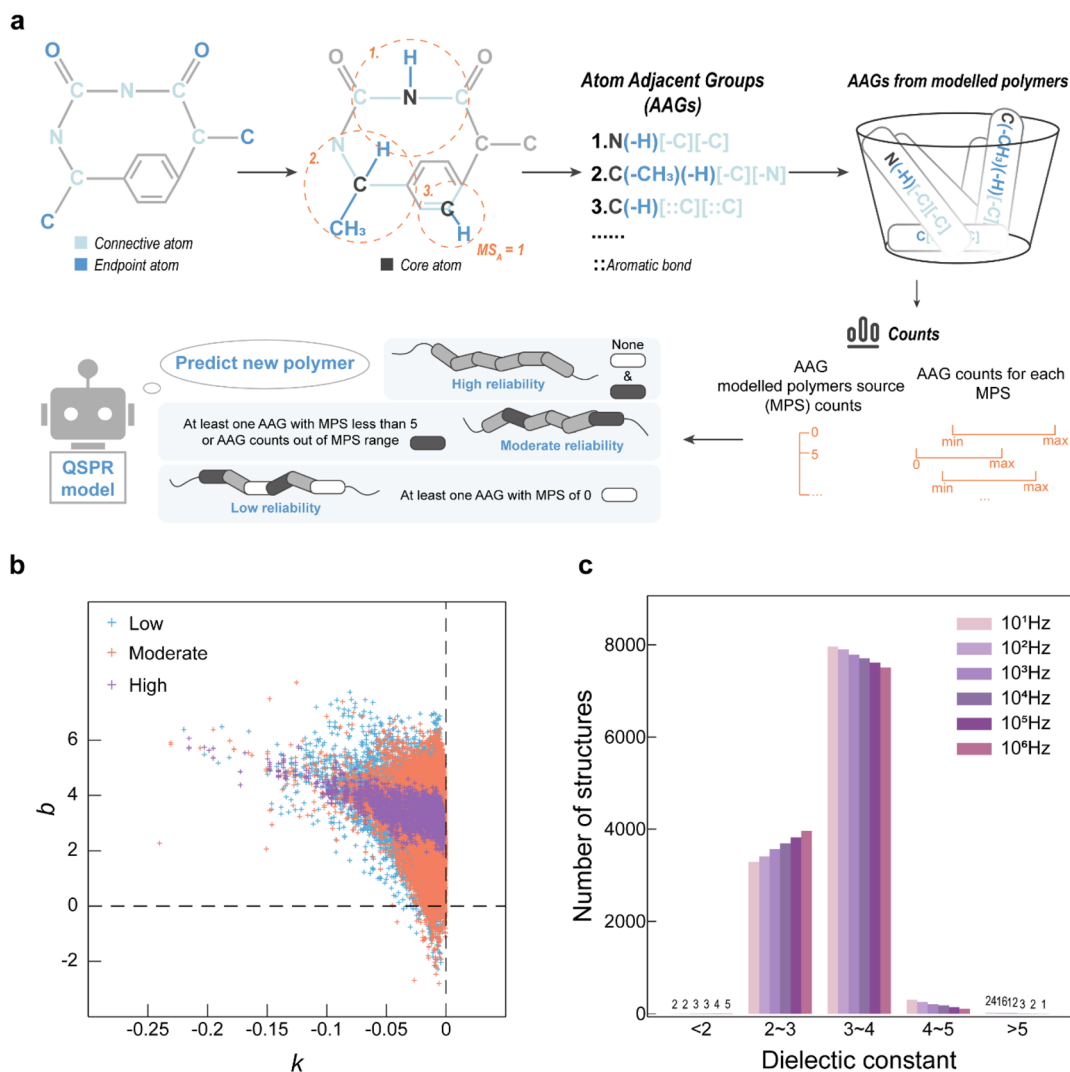 a
O
O
C
N
C
N
C
C
C
C
Connective atom
Endpoint atom
1.
O
H
O
C
N
C
N
C
C
2.
H
C
3.
C
H
CH₃
MS_A = 1
Core atom
Atom Adjacent Groups
(AAGs)
1.N(-H)[-C][-C]
2.C(-CH₃)(-H)[-C][-N]
3.C(-H)[::C][::C]
......
::Aromatic bond
AAGs from modelled polymers
N(-H)[-C][-C]
C(-CH₃)(-H)[-C]
C[
C]
Counts
AAG
modelled polymers source
(MPS) counts
0
5
...
AAG counts for each
MPS
min
max
0
max
min
max
...
Predict new polymer
QSPR
model
High reliability
None
&
At least one AAG with MPS less than 5
or AAG counts out of MPS range
Moderate reliability
Low reliability
At least one AAG with MPS of 0
b
Low
Moderate
High
6
4
2
0
-2
b
-0.25
-0.2
-0.15
-0.1
-0.05
0
k
c
10¹Hz
10²Hz
10³Hz
10⁴Hz
10⁵Hz
10⁶Hz
8000
6000
4000
2000
0
Number of structures
2 2 3 3 4 5
241612 3 2 1
<2
2~3
3~4
4~5
>5
Dielectic constant